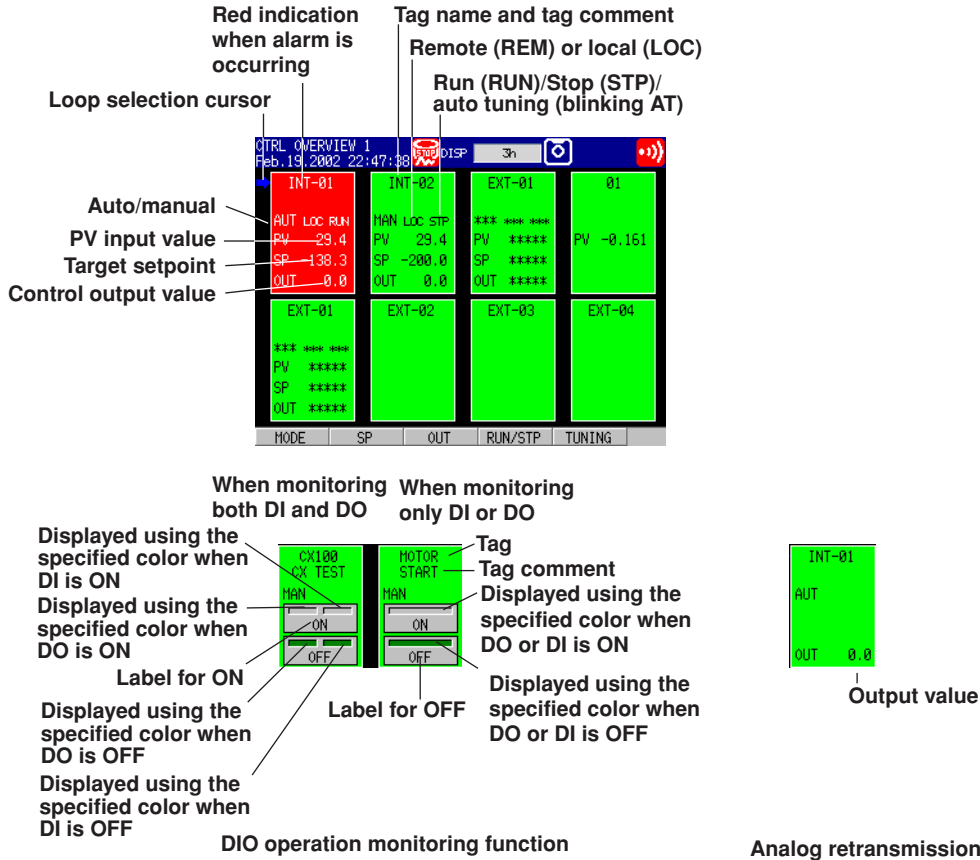 Red indication
when alarm is
occurring
Tag name and tag comment
Remote (REM) or local (LOC)
Run (RUN)/Stop (STP)/
auto tuning (blinking AT)
Loop selection cursor
Auto/manual
PV input value
Target setpoint
Control output value
CTRL OVERVIEW 1
Feb.19.2002 22:47:38
STOP
DISP
3h
INT-01
AUT LOC RUN
PV 29.4
SP -138.3
OUT 0.0
INT-02
MAN LOC STP
PV 29.4
SP -200.0
OUT 0.0
EXT-01
*** *** ***
PV *****
SP *****
OUT *****
01
PV -0.161
EXT-01
*** *** ***
PV *****
SP *****
OUT *****
EXT-02
EXT-03
EXT-04
MODE SP OUT RUN/STP TUNING
When monitoring
both DI and DO
When monitoring
only DI or DO
Displayed using the
specified color when
DI is ON
Displayed using the
specified color when
DO is ON
Label for ON
Displayed using the
specified color when
DO is OFF
Displayed using the
specified color when
DI is OFF
CX100
CX TEST
MAN
ON
OFF
MOTOR
START
MAN
ON
OFF
Tag
Tag comment
Displayed using the
specified color when
DO or DI is ON
Label for OFF
Displayed using the
specified color when
DO or DI is OFF
INT-01
AUT
OUT 0.0
Output value
DIO operation monitoring function
Analog retransmission